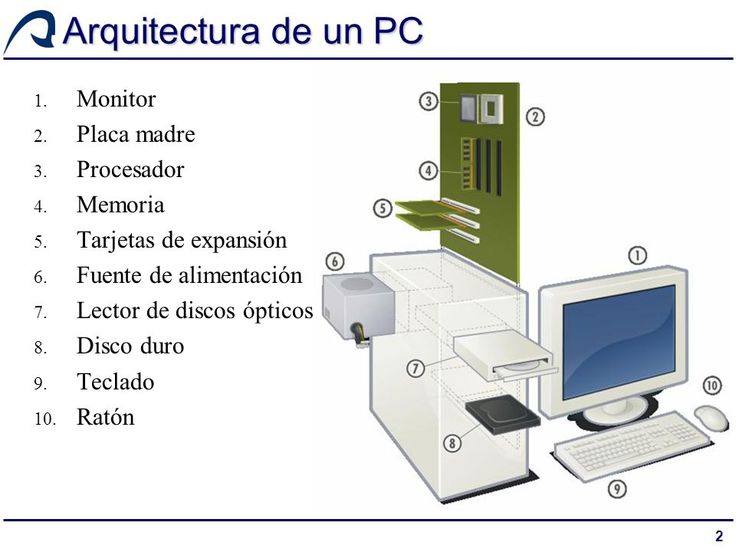 Arquitectura de un PC
1. Monitor
2. Placa madre
3. Procesador
4. Memoria
5. Tarjetas de expansión
6. Fuente de alimentación
7. Lector de discos ópticos
8. Disco duro
9. Teclado
10. Ratón
3
2
4
5
6
1
7
10
8
9
2